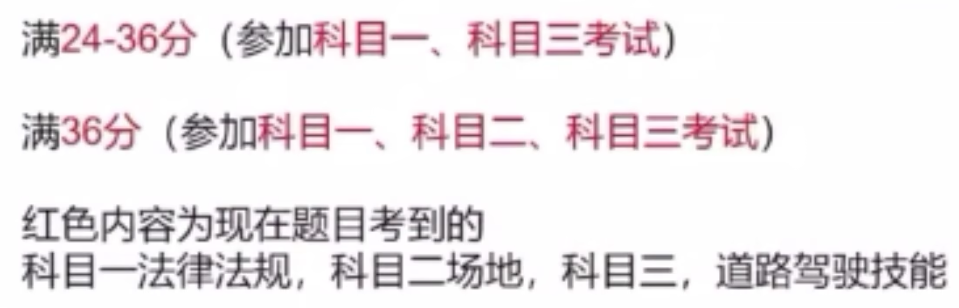 满24-36分（参加科目一、科目三考试）
满36分（参加科目一、科目二、科目三考试）
红色内容为现在题目考到的
科目一法律法规，科目二场地，科目三，道路驾驶技能